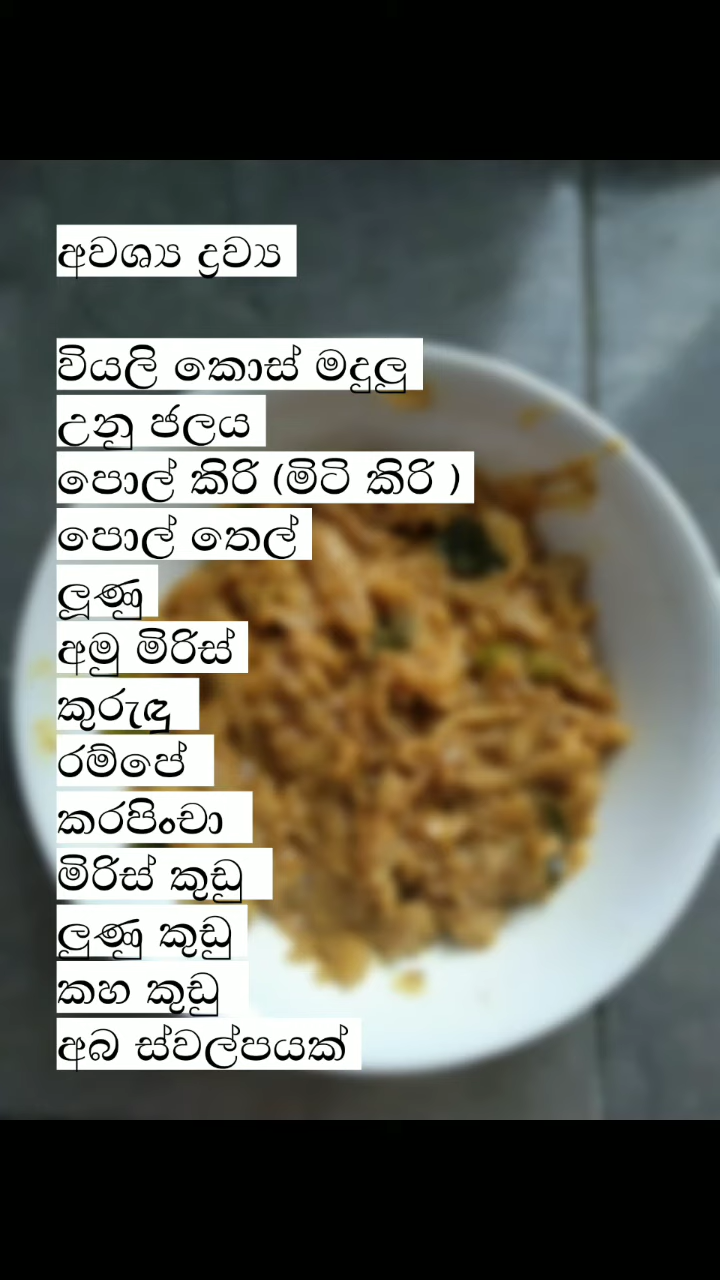 අවශ්‍ය ද්‍රව්‍ය
වියලි කොස් මදුලු
උනු ජලය
පොල් කිරි (මිටි කිරි )
පොල් තෙල්
ලූණු
අමු මිරිස්
කුරුඳු
රම්පේ
කරපිංචා
මිරිස් කුඩු
ලුණු කුඩු
කහ කුඩු
අබ ස්වල්පයක්